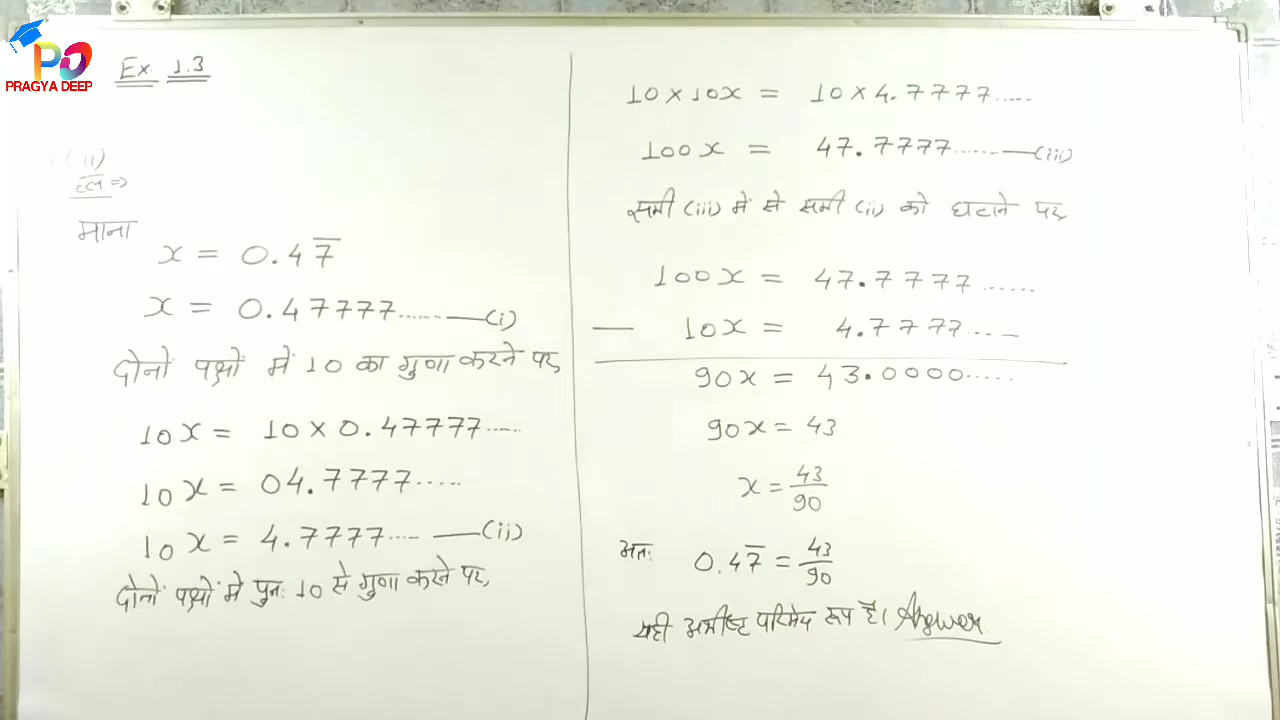 PRAGYA DEEP
Ex. 1.3
(ii)
हल ⇒
माना
x = 0.47̅
x = 0.47777...... —(i)
दोनों पक्षों में 10 का गुणा करने पर,
10x = 10 × 0.47777.....
10x = 04.7777.....
10x = 4.7777.... —(ii)
दोनों पक्षों में पुनः 10 से गुणा करने पर,
10 × 10x = 10 × 4.7777.....
100x = 47.7777...... —(iii)
समी (iii) में से समी (ii) को घटाने पर,
100x = 47.7777......
— 10x = 4.7777....
90x = 43.0000.....
90x = 43
x = 43/90
अतः 0.47̅ = 43/90
यही अभीष्ट परिमेय रूप है। Answer